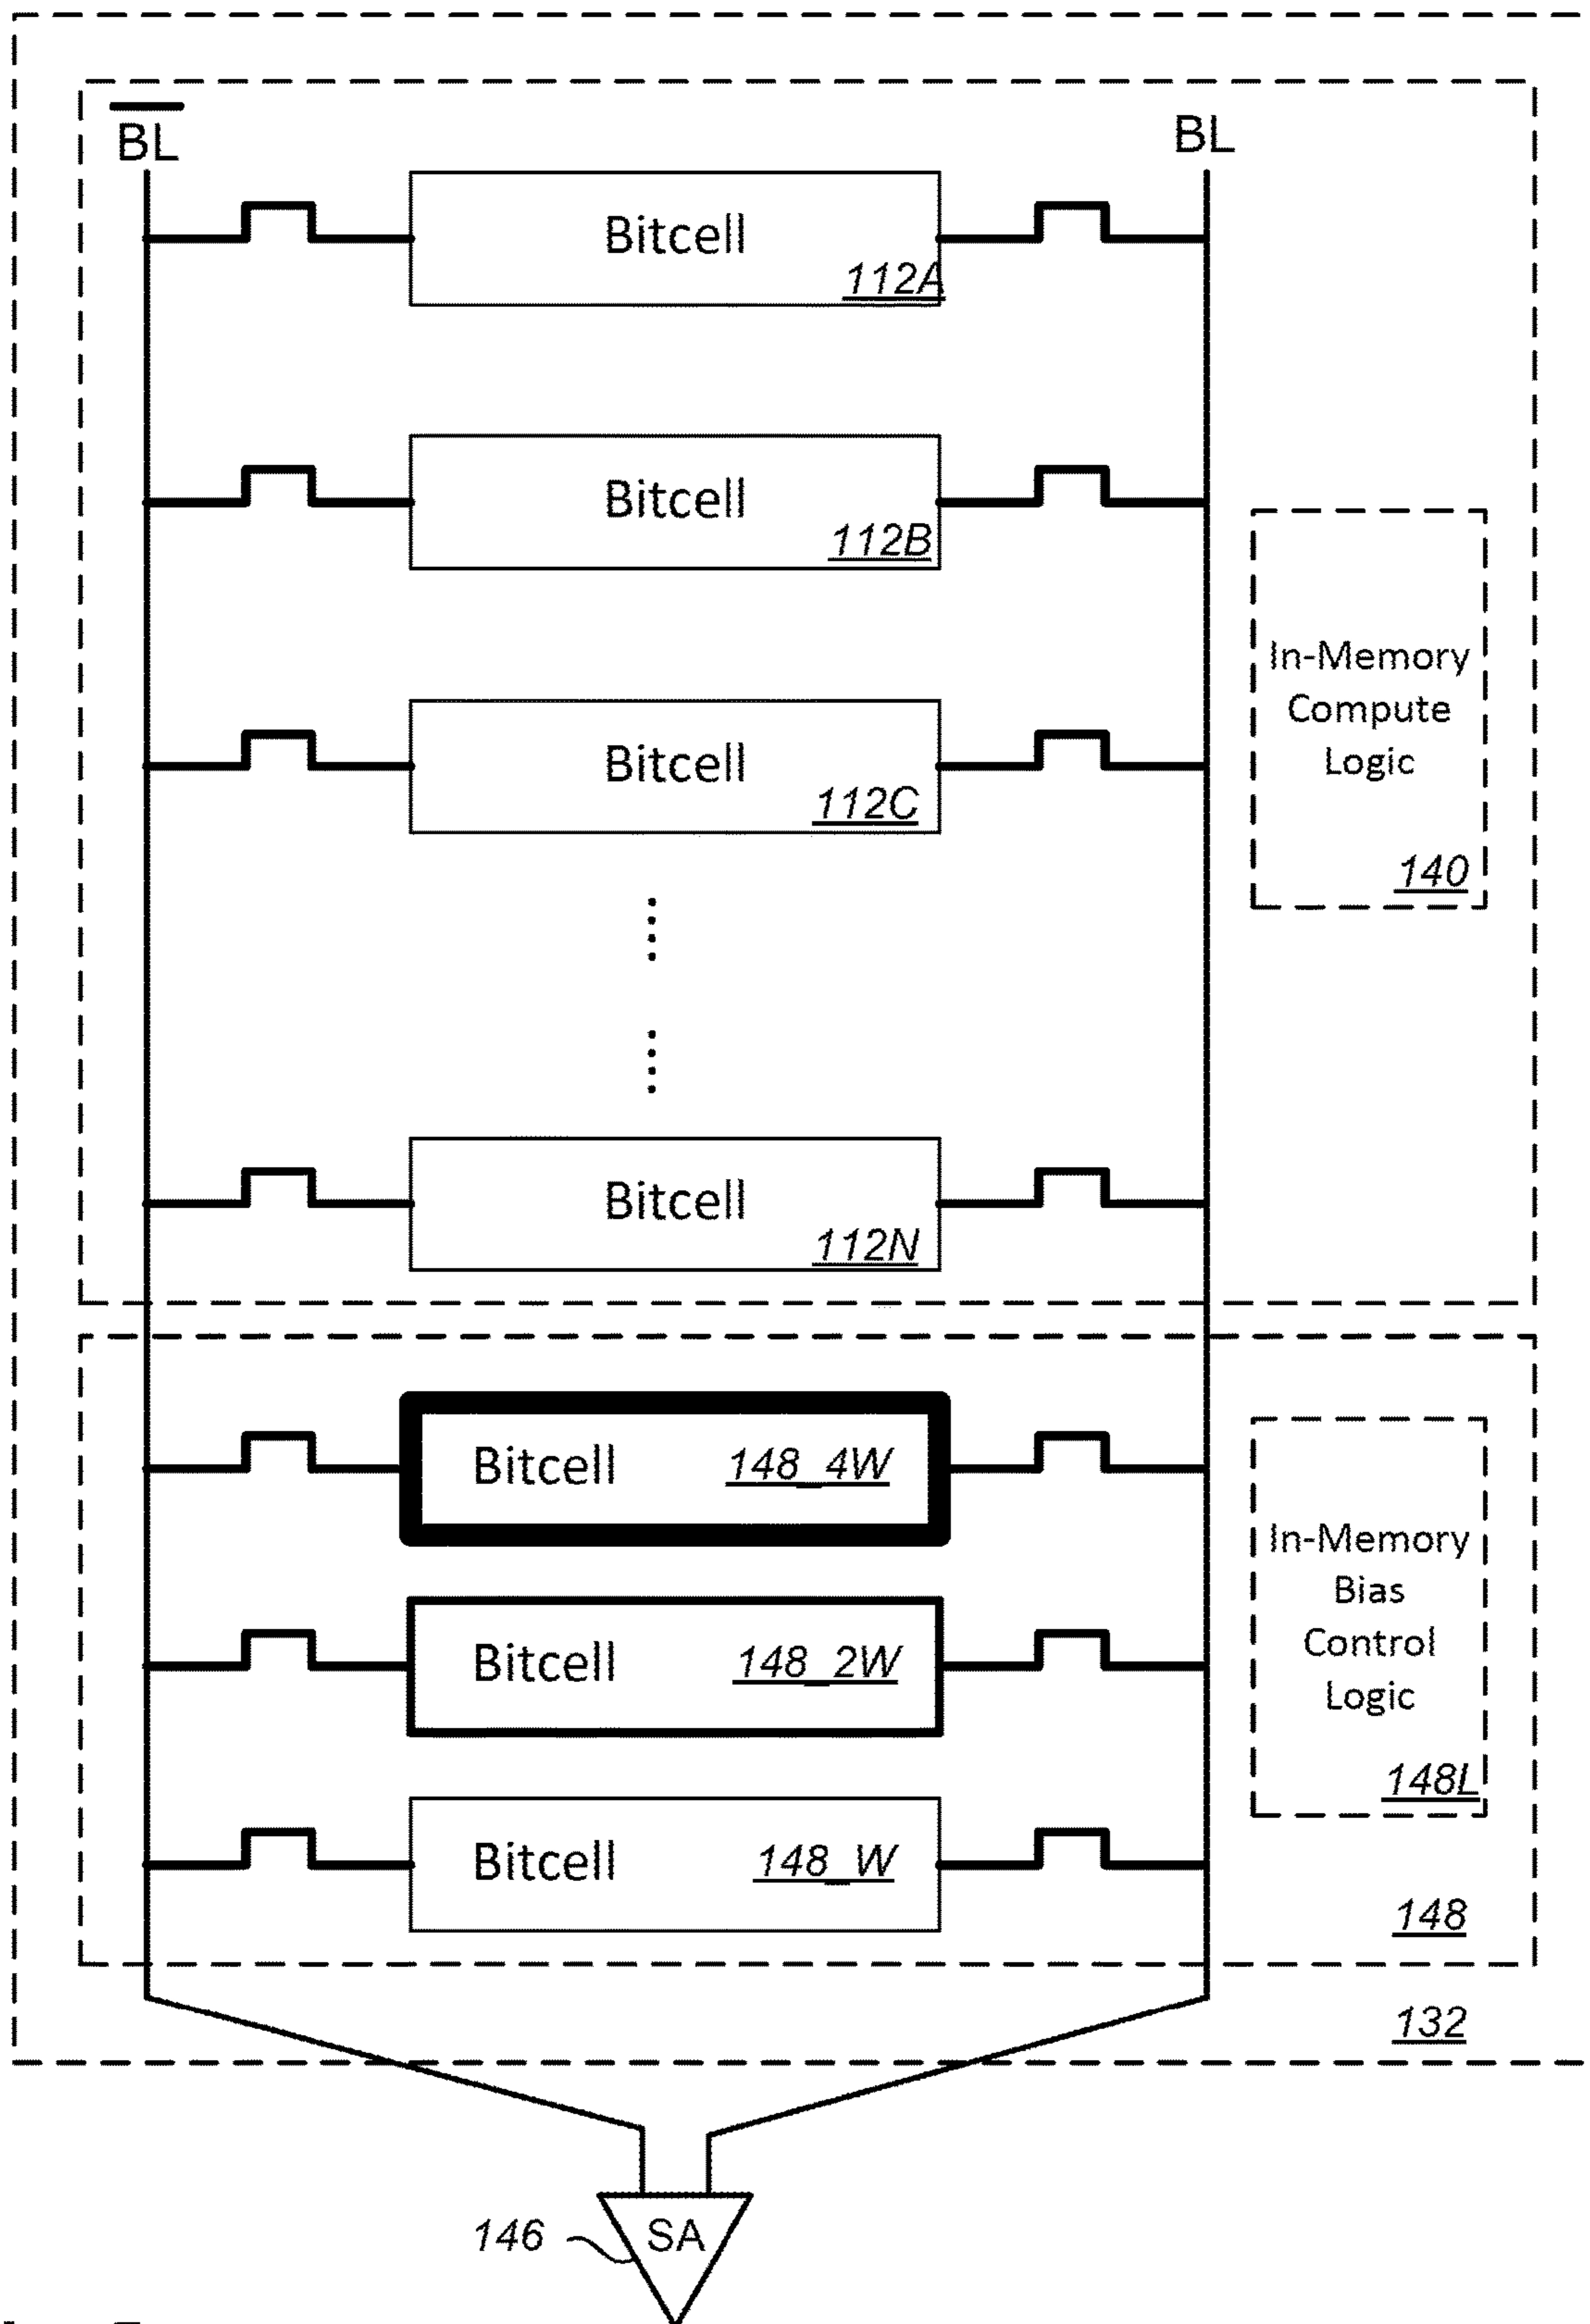 BL
BL
Bitcell
112A
Bitcell
112B
In-Memory
Compute
Logic
140
Bitcell
112C
Bitcell
112N
Bitcell 148_4W
Bitcell 148_2W
Bitcell 148_W
In-Memory
Bias
Control
Logic
148L
148
132
146
SA